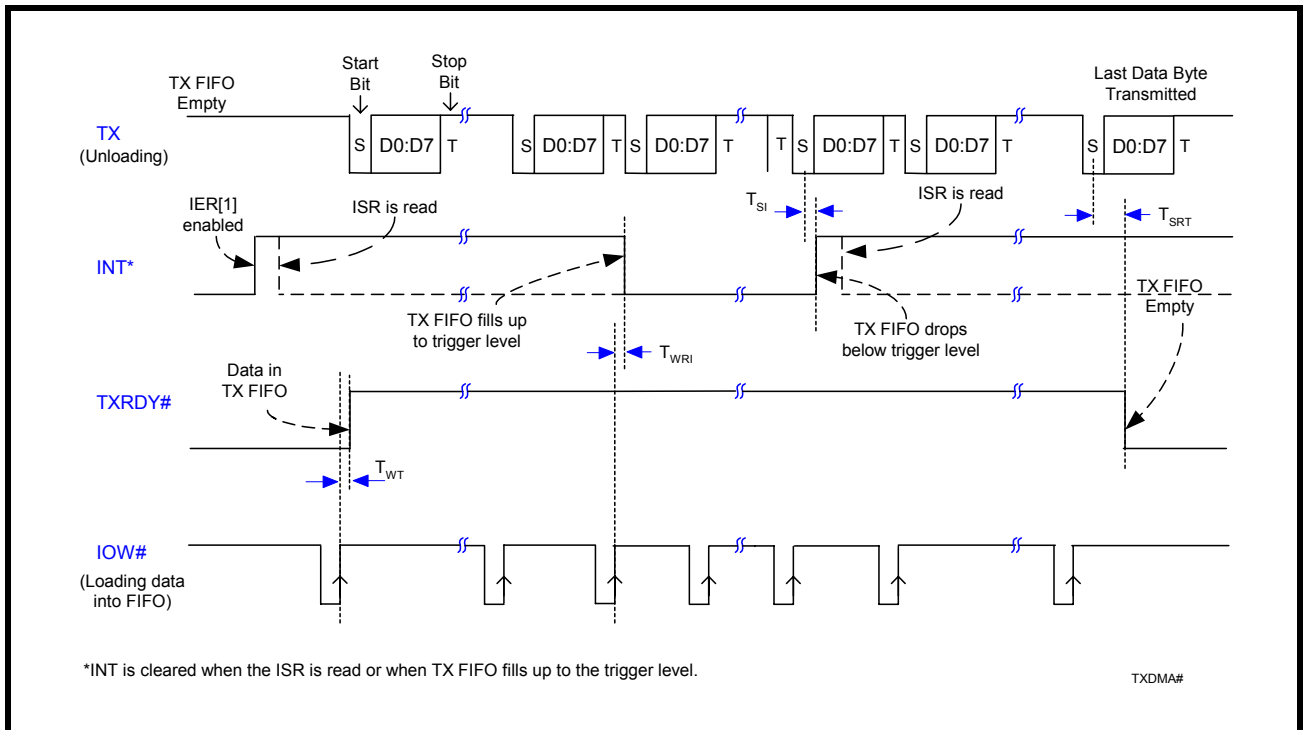 Start
Bit
Stop
Bit
TX FIFO
Empty
Last Data Byte
Transmitted
TX
(Unloading)
S D0:D7 T S D0:D7 T S D0:D7 T T S D0:D7 T S D0:D7 T S D0:D7 T
IER[1]
enabled
ISR is read
TSI
ISR is read
TSRT
INT*
TX FIFO fills up
to trigger level
TX FIFO drops
below trigger level
TX FIFO
Empty
TWRI
Data in
TX FIFO
TXRDY#
TWT
IOW#
(Loading data
into FIFO)
*INT is cleared when the ISR is read or when TX FIFO fills up to the trigger level.
TXDMA#